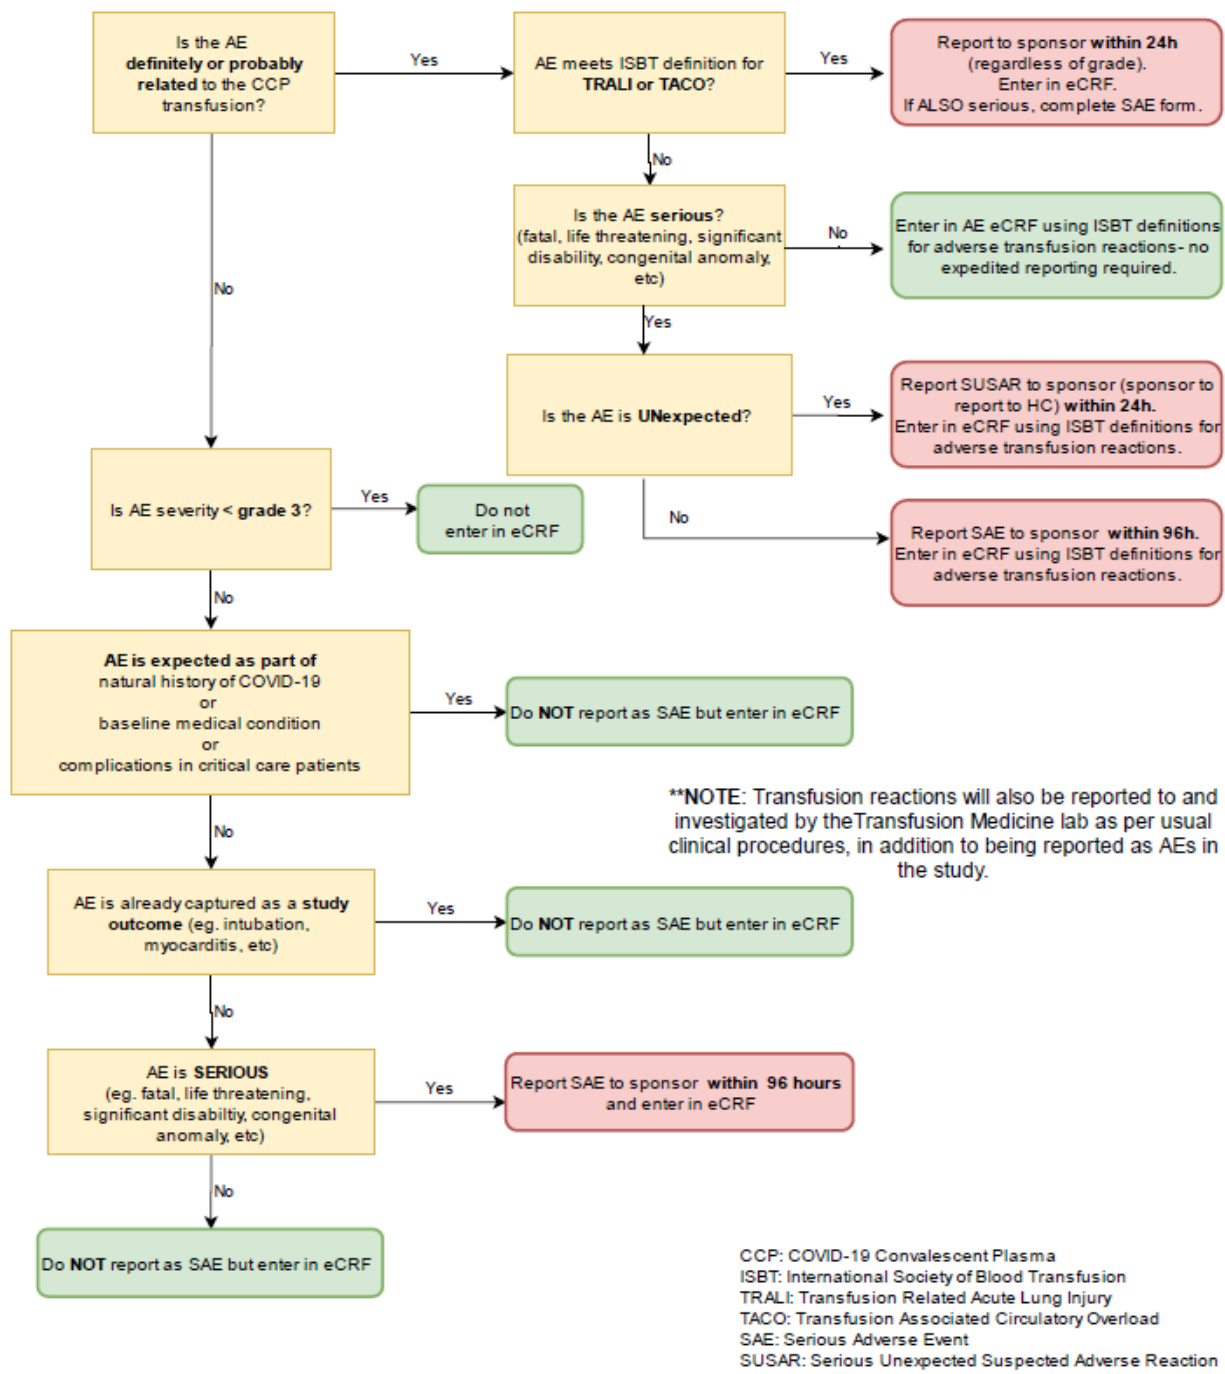 Is the AE
definitely or probably
related to the CCP
transfusion?
Yes
AE meets ISBT definition for
TRALI or TACO?
Yes
Report to sponsor within 24h
(regardless of grade).
Enter in eCRF.
If ALSO serious, complete SAE form.
No
Is the AE serious?
(fatal, life threatening, significant
disability, congenital anomaly,
etc)
No
Enter in AE eCRF using ISBT definitions
for adverse transfusion reactions- no
expedited reporting required.
No
Yes
Is the AE is UNexpected?
Yes
Report SUSAR to sponsor (sponsor to
report to HC) within 24h.
Enter in eCRF using ISBT definitions for
adverse transfusion reactions.
Is AE severity < grade 3?
Yes
Do not
enter in eCRF
No
Report SAE to sponsor within 96h.
Enter in eCRF using ISBT definitions for
adverse transfusion reactions.
No
AE is expected as part of
natural history of COVID-19
or
baseline medical condition
or
complications in critical care patients
Yes
Do NOT report as SAE but enter in eCRF
**NOTE: Transfusion reactions will also be reported to and
investigated by theTransfusion Medicine lab as per usual
clinical procedures, in addition to being reported as AEs in
the study.
No
AE is already captured as a study
outcome (eg. intubation,
myocarditis, etc)
Yes
Do NOT report as SAE but enter in eCRF
No
AE is SERIOUS
(eg. fatal, life threatening,
significant disabiltiy, congenital
anomaly, etc)
Yes
Report SAE to sponsor within 96 hours
and enter in eCRF
No
Do NOT report as SAE but enter in eCRF
CCP: COVID-19 Convalescent Plasma
ISBT: International Society of Blood Transfusion
TRALI: Transfusion Related Acute Lung Injury
TACO: Transfusion Associated Circulatory Overload
SAE: Serious Adverse Event
SUSAR: Serious Unexpected Suspected Adverse Reaction